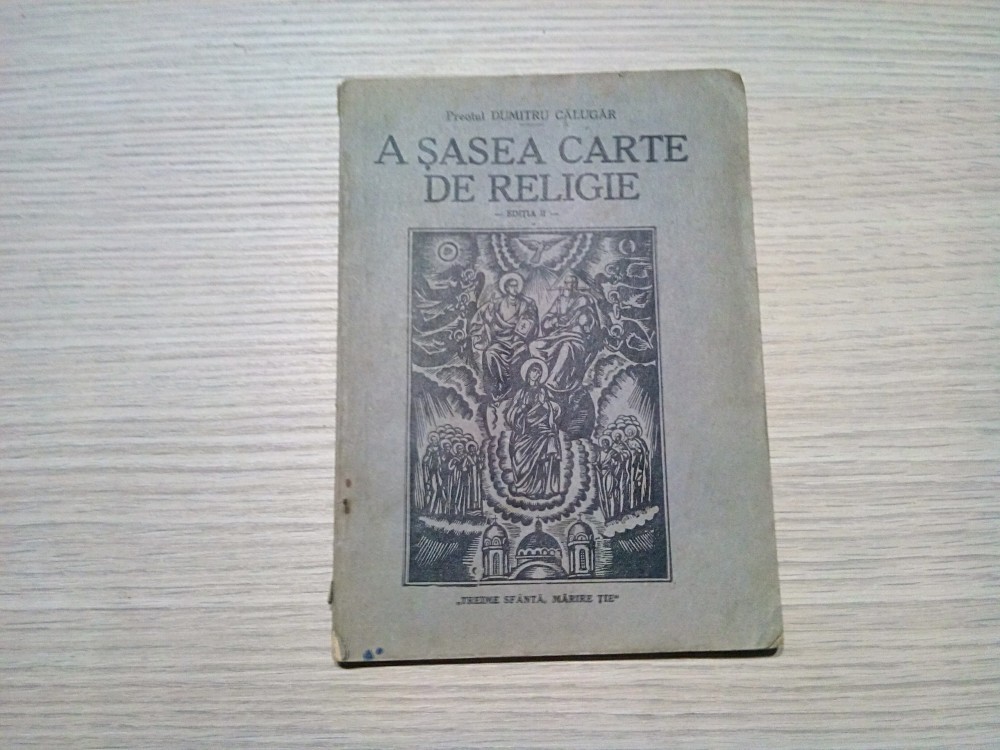 Preotul DUMITRU CĂLUGĂR
A ȘASEA CARTE
DE RELIGIE
— EDIȚIA II —
„TREIME SFÂNTĂ, MĂRIRE ȚIE“